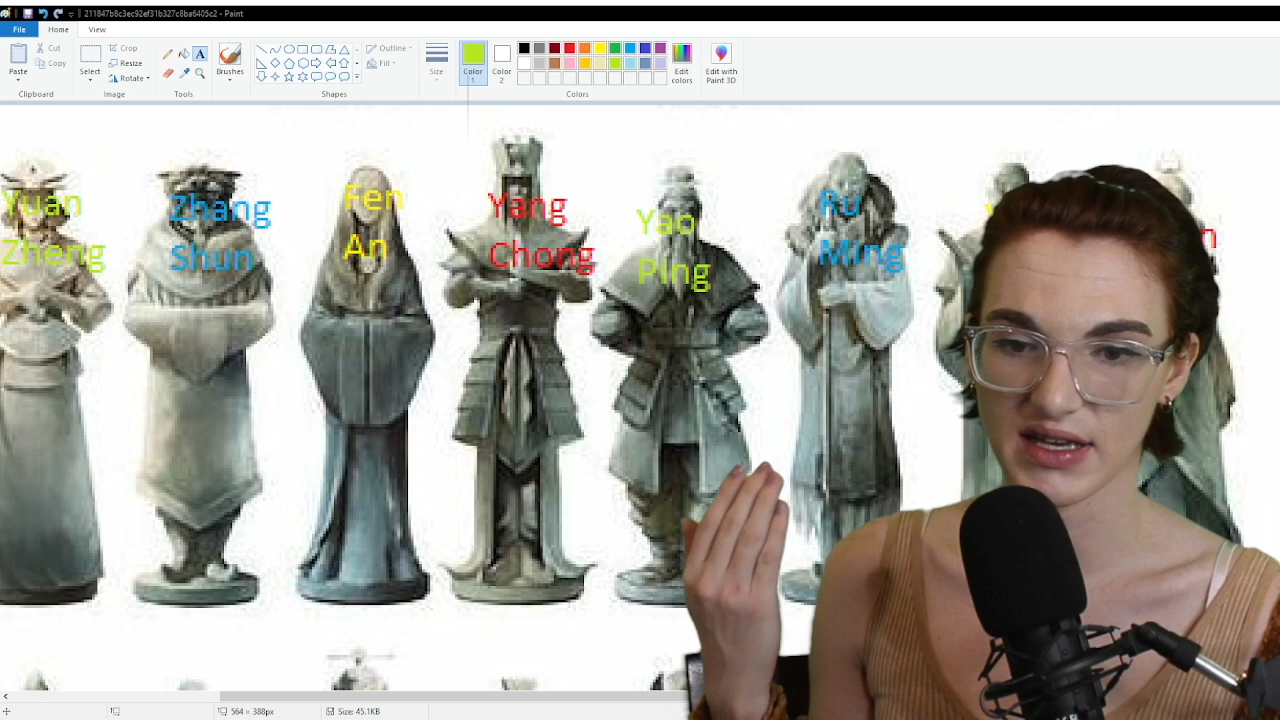 211847b8c3ec92ef31b327c8ba6405c2 - Paint
File Home View
Paste
Cut
Copy
Clipboard
Select
Crop
Resize
Rotate
Image
A
Tools
Brushes
Shapes
Outline
Fill
Size
Color
1
Color
2
Edit
colors
Colors
Edit with
Paint 3D
Yuan
Zheng
Zhang
Shun
Fen
An
Yang
Chong
Yao
Ping
Ru
Ming
564 × 388px
Size: 45.1KB